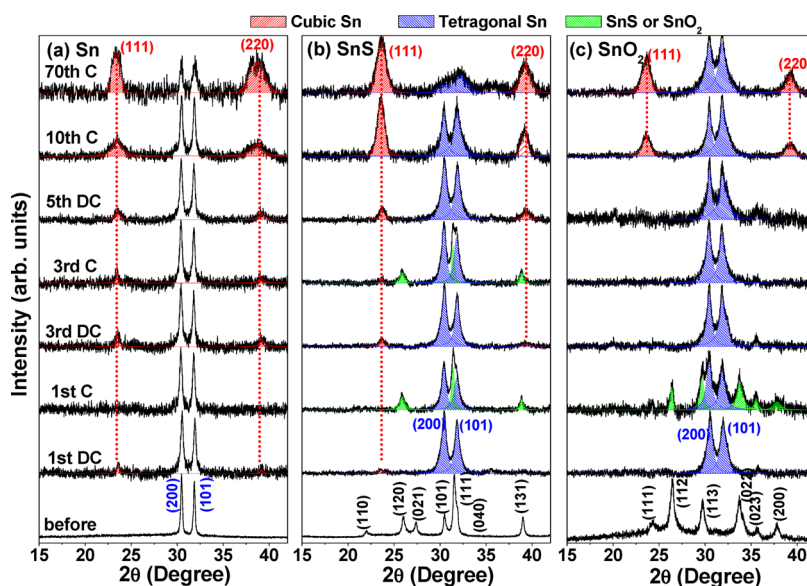 Cubic Sn Tetragonal Sn SnS or SnO2
(a) Sn
(111)
(220)
70th C
10th C
5th DC
3rd C
3rd DC
1st C
1st DC
before
(200)
(101)
(b) SnS
(111)
(220)
(200)
(101)
(110)
(120)
(021)
(101)
(111)
(040)
(131)
(c) SnO2
(111)
(220)
(200)
(101)
(111)
(112)
(113)
(022)
(023)
(200)
Intensity (arb. units)
15 20 25 30 35 40
15 20 25 30 35 40
15 20 25 30 35 40
2θ (Degree)
2θ (Degree)
2θ (Degree)